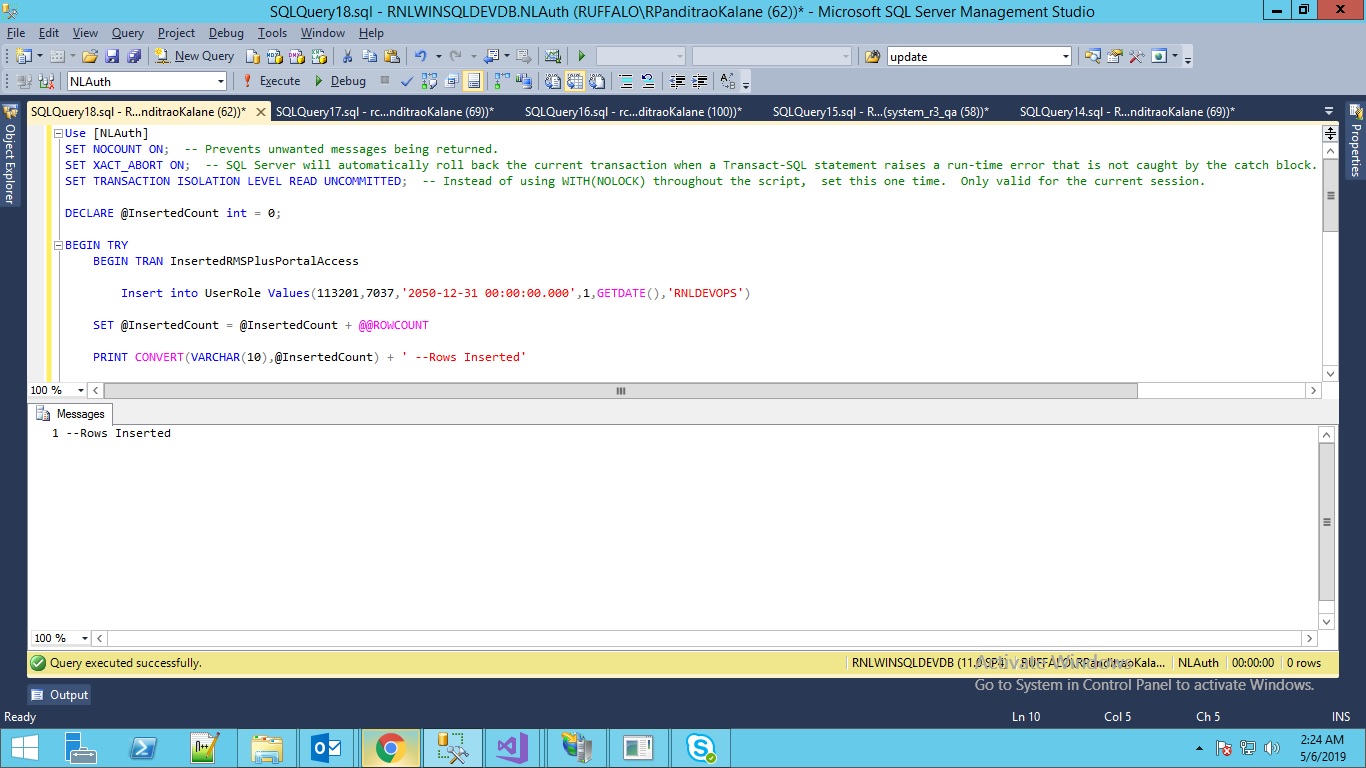 SQLQuery18.sql - RNLWINSQLDEVDB.NLAuth (RUFFALO\RPanditraoKalane (62))* - Microsoft SQL Server Management Studio
File Edit View Query Project Debug Tools Window Help
New Query update
NLAuth Execute Debug
SQLQuery18.sql - R...nditraoKalane (62))* SQLQuery17.sql - rc...nditraoKalane (69))* SQLQuery16.sql - rc...ditraoKalane (100))* SQLQuery15.sql - R...(system_r3_qa (58))* SQLQuery14.sql - R...nditraoKalane (69))*
Object Explorer
Properties
Use [NLAuth]
SET NOCOUNT ON;  -- Prevents unwanted messages being returned.
SET XACT_ABORT ON;  -- SQL Server will automatically roll back the current transaction when a Transact-SQL statement raises a run-time error that is not caught by the catch block.
SET TRANSACTION ISOLATION LEVEL READ UNCOMMITTED;  -- Instead of using WITH(NOLOCK) throughout the script,  set this one time.  Only valid for the current session.
DECLARE @InsertedCount int = 0;
BEGIN TRY
BEGIN TRAN InsertedRMSPlusPortalAccess
Insert into UserRole Values(113201,7037,'2050-12-31 00:00:00.000',1,GETDATE(),'RNLDEVOPS')
SET @InsertedCount = @InsertedCount + @@ROWCOUNT
PRINT CONVERT(VARCHAR(10),@InsertedCount) + ' --Rows Inserted'
100 %
Messages
1 --Rows Inserted
100 %
Query executed successfully. RNLWINSQLDEVDB (11.0 SP4) RUFFALO\RPanditraoKala... NLAuth 00:00:00 0 rows
Activate Windows
Go to System in Control Panel to activate Windows.
Output
Ready Ln 10 Col 5 Ch 5 INS
2:24 AM
5/6/2019